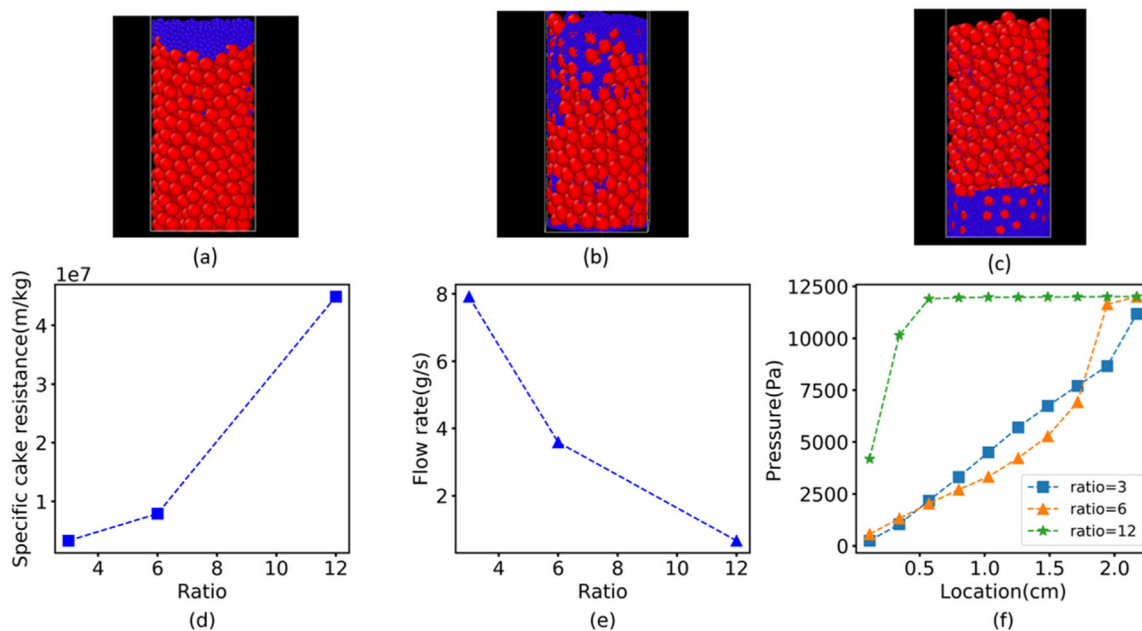 (a)
(b)
(c)
1e7
Specific cake resistance(m/kg)
4
3
2
1
4
6
8
10
12
Ratio
(d)
Flow rate(g/s)
8
6
4
2
4
6
8
10
12
Ratio
(e)
Pressure(Pa)
12500
10000
7500
5000
2500
0
ratio=3
ratio=6
ratio=12
0.5
1.0
1.5
2.0
Location(cm)
(f)